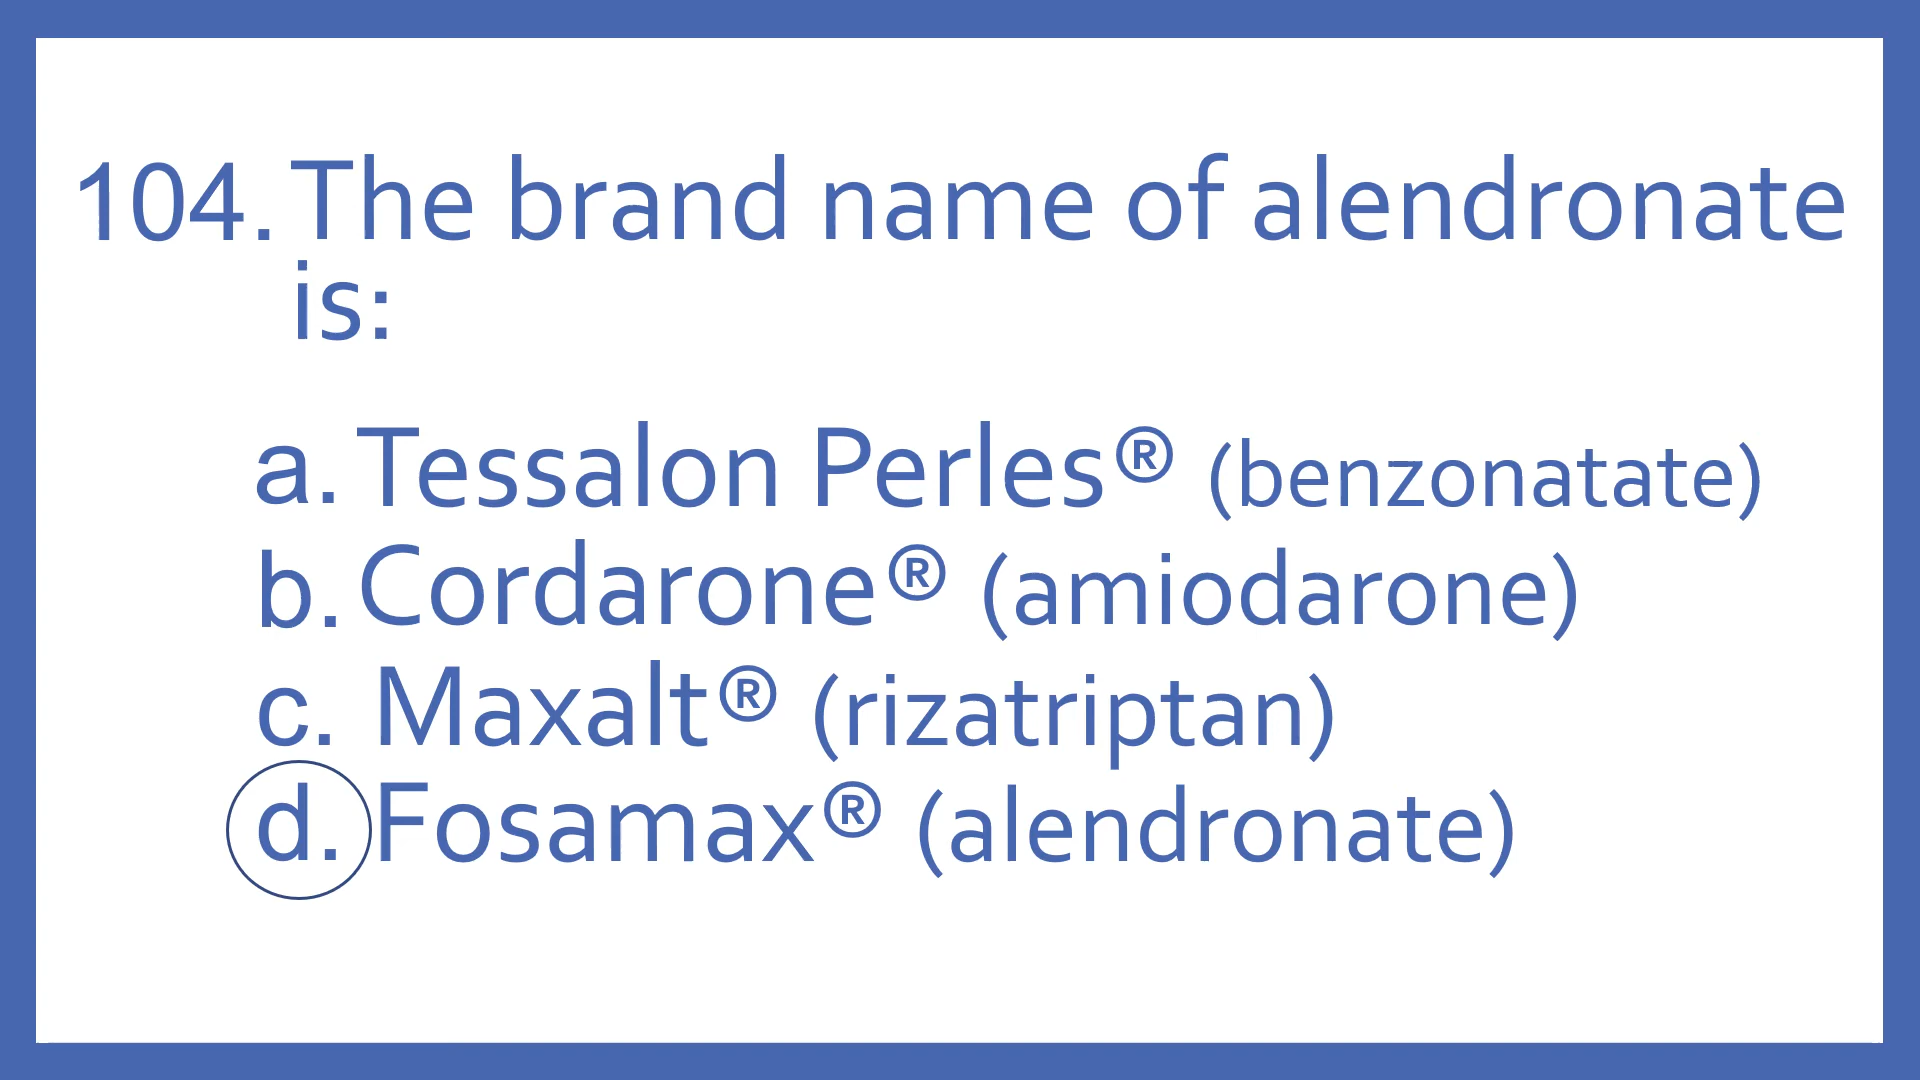 104. The brand name of alendronate
is:
a. Tessalon Perles® (benzonatate)
b. Cordarone® (amiodarone)
c. Maxalt® (rizatriptan)
d. Fosamax® (alendronate)